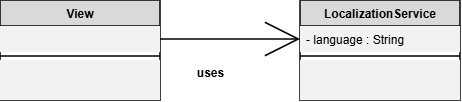 View
LocalizationService
- language : String
uses